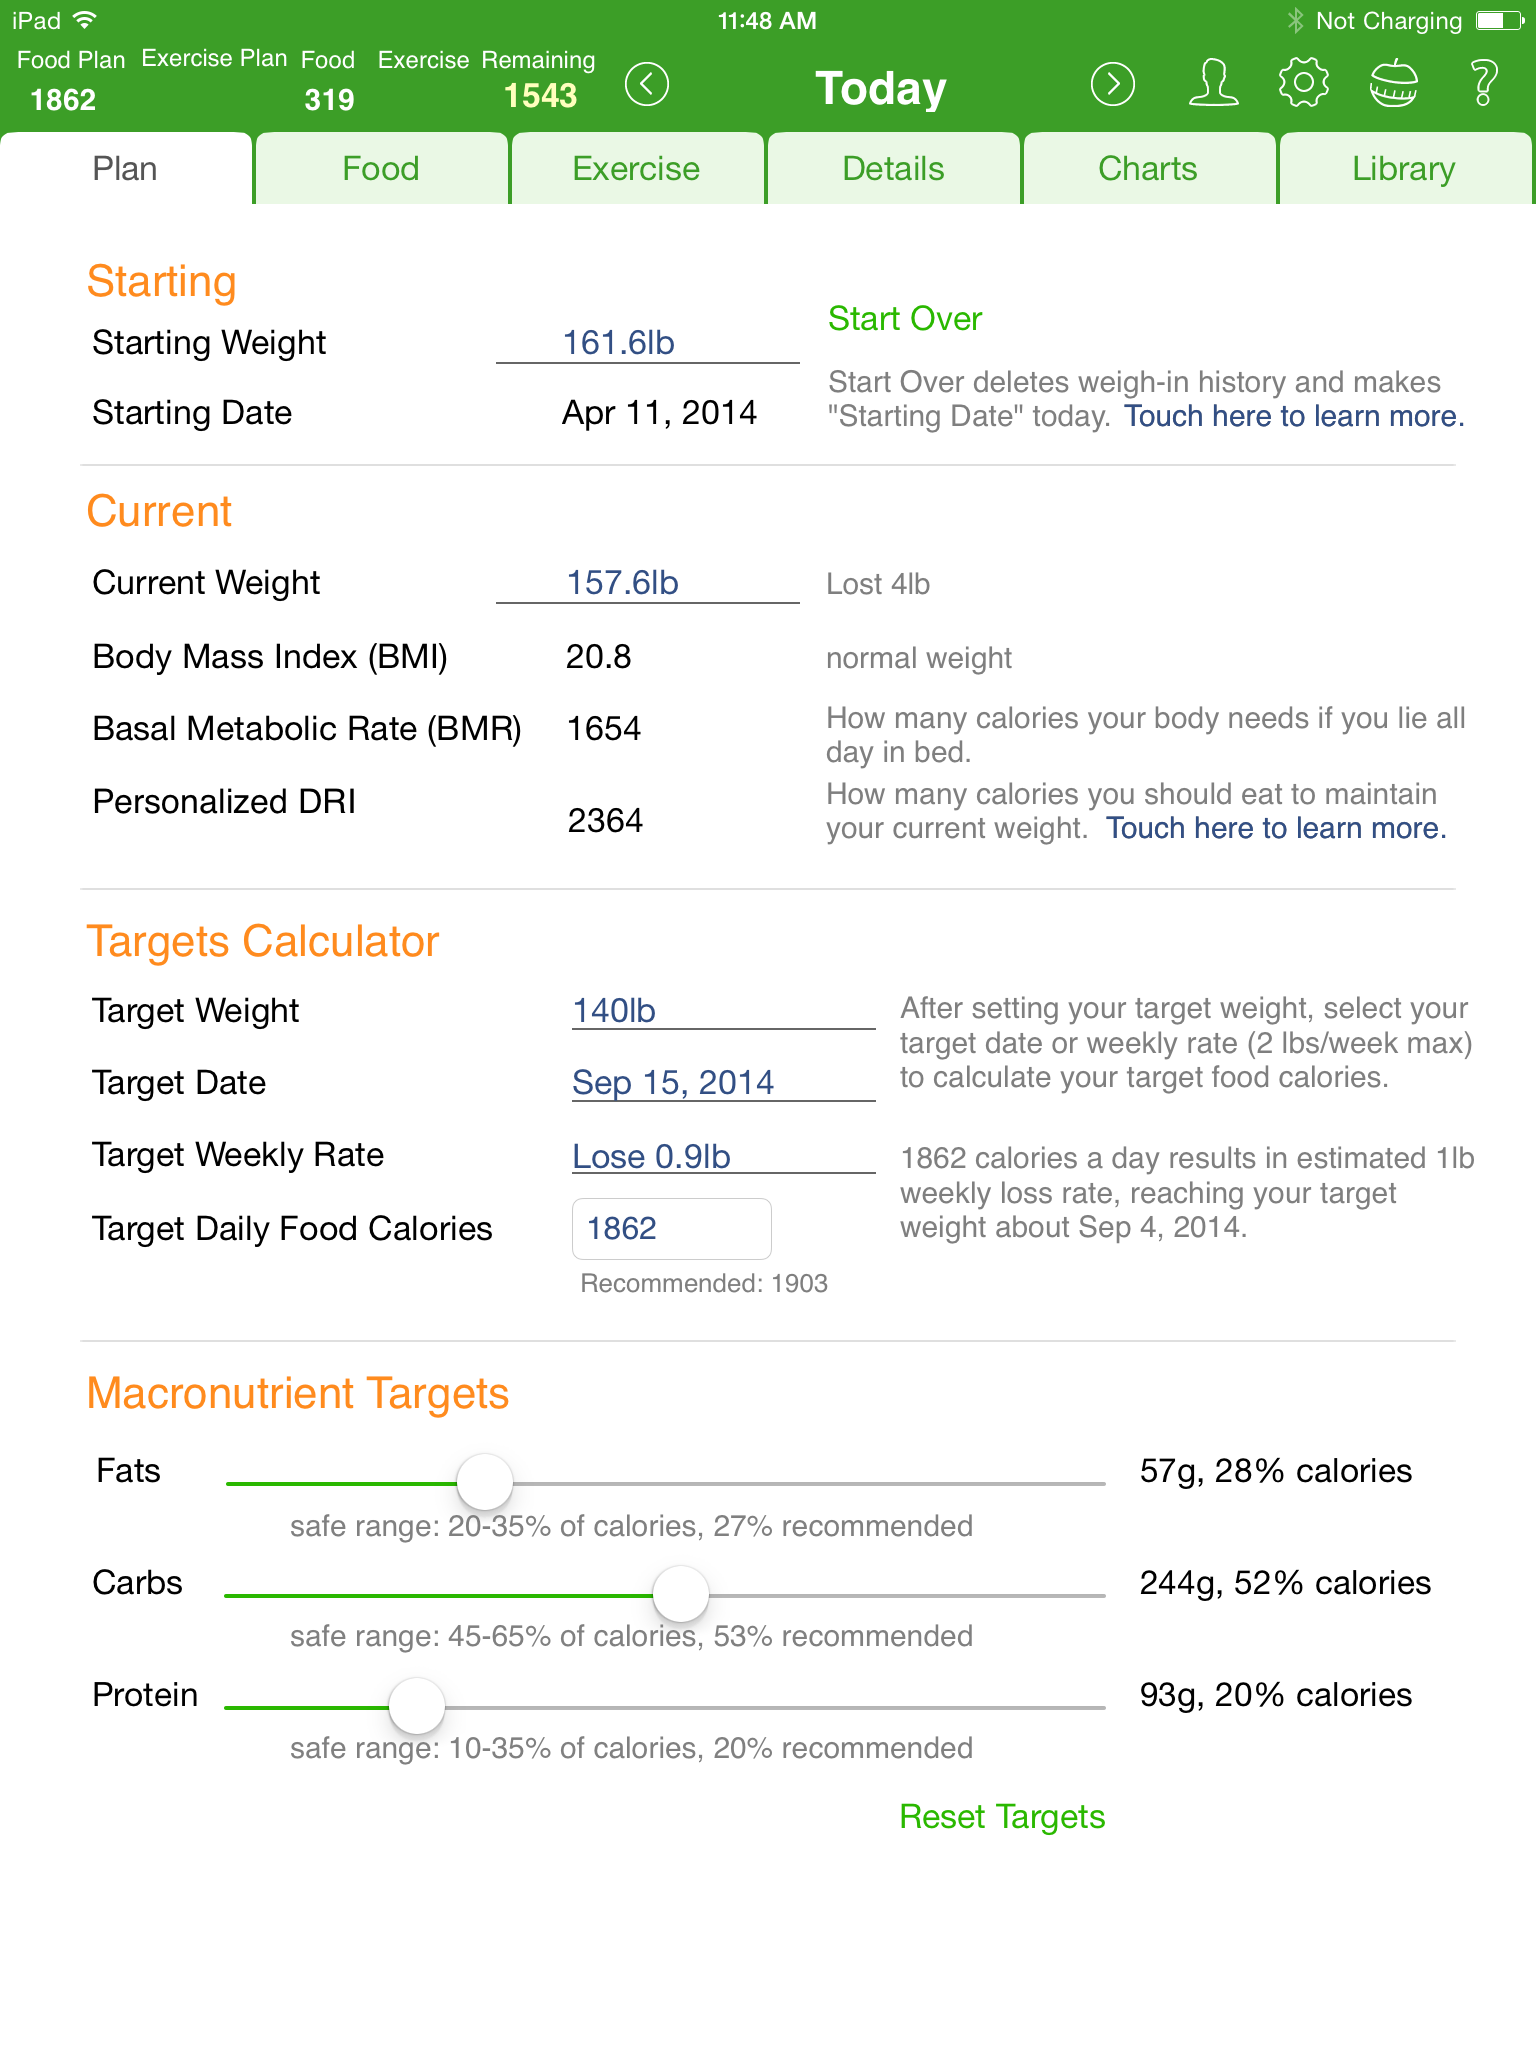 iPad 11:48 AM Not Charging
Food Plan Exercise Plan Food Exercise Remaining
1862 319 1543
Today
?
Plan Food Exercise Details Charts Library
Starting
Starting Weight 161.6lb
Starting Date Apr 11, 2014
Start Over
Start Over deletes weigh-in history and makes
"Starting Date" today. Touch here to learn more.
Current
Current Weight 157.6lb Lost 4lb
Body Mass Index (BMI) 20.8 normal weight
Basal Metabolic Rate (BMR) 1654
How many calories your body needs if you lie all
day in bed.
Personalized DRI 2364
How many calories you should eat to maintain
your current weight. Touch here to learn more.
Targets Calculator
Target Weight 140lb
After setting your target weight, select your
target date or weekly rate (2 lbs/week max)
to calculate your target food calories.
Target Date Sep 15, 2014
Target Weekly Rate Lose 0.9lb
1862 calories a day results in estimated 1lb
weekly loss rate, reaching your target
weight about Sep 4, 2014.
Target Daily Food Calories 1862
Recommended: 1903
Macronutrient Targets
Fats 57g, 28% calories
safe range: 20-35% of calories, 27% recommended
Carbs 244g, 52% calories
safe range: 45-65% of calories, 53% recommended
Protein 93g, 20% calories
safe range: 10-35% of calories, 20% recommended
Reset Targets